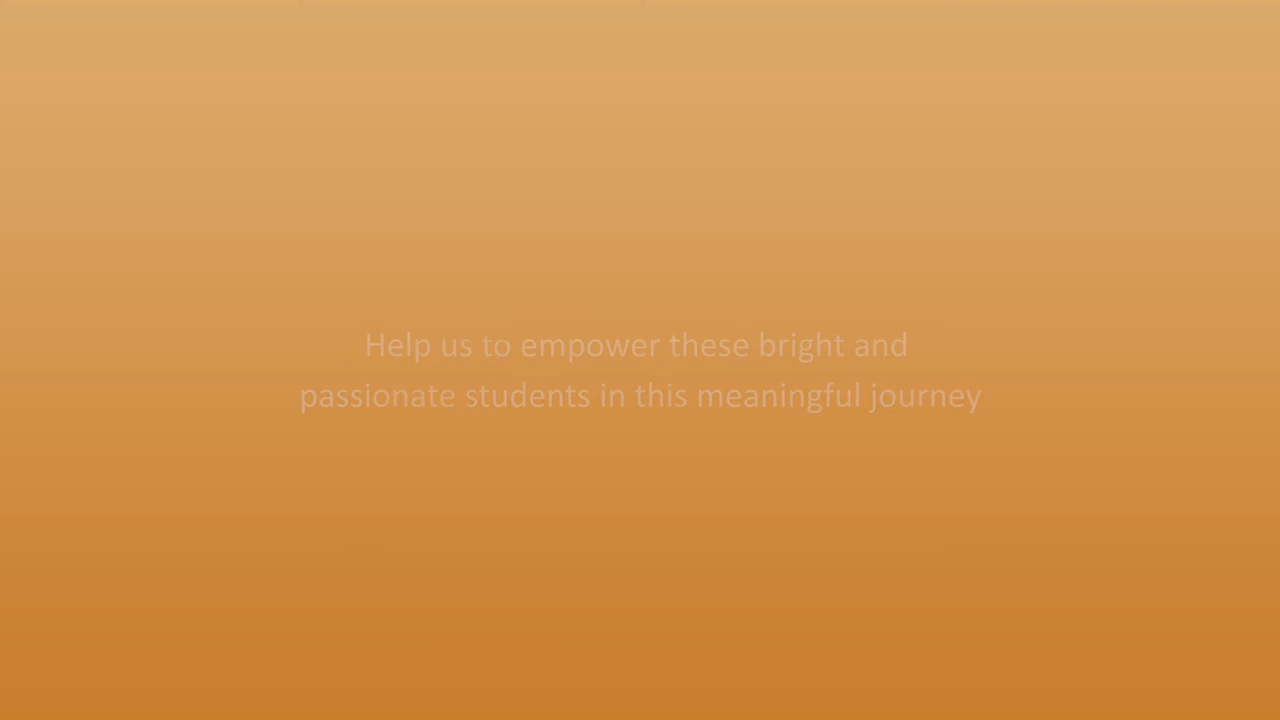 Help us to empower these bright and
passionate students in this meaningful journey